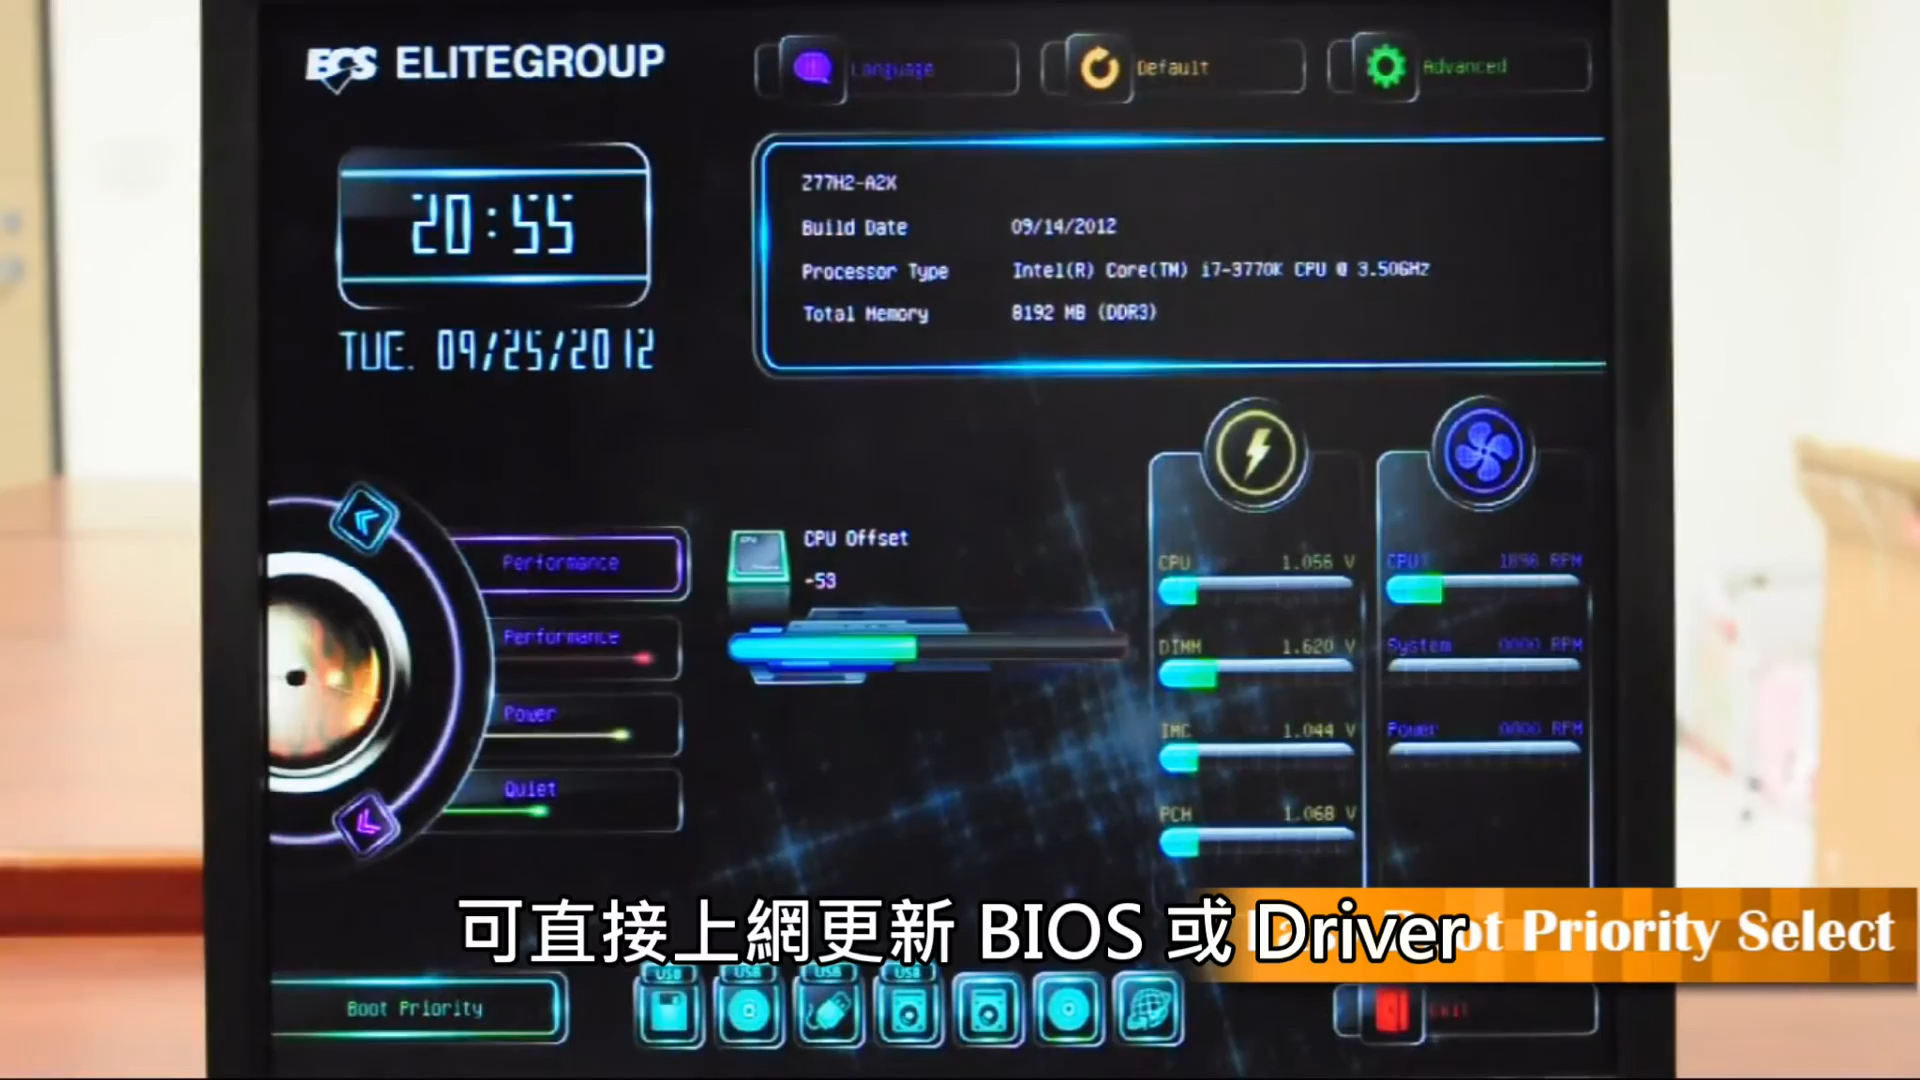 ECS ELITEGROUP
Language
Default
Advanced
20:55
TUE. 09/25/2012
Z77H2-A2X
Build Date 09/14/2012
Processor Type Intel(R) Core(TM) i7-3770K CPU @ 3.50GHz
Total Memory 8192 MB (DDR3)
Performance
Performance
Power
Quiet
CPU
CPU Offset
-53
CPU 1.056 V
DIMM 1.620 V
IMC 1.044 V
PCH 1.068 V
CPU 1896 RPM
System 0000 RPM
Power 0000 RPM
可直接上網更新 BIOS 或 Driver
Priority Select
Boot Priority
USB
USB
USB
USB
Exit